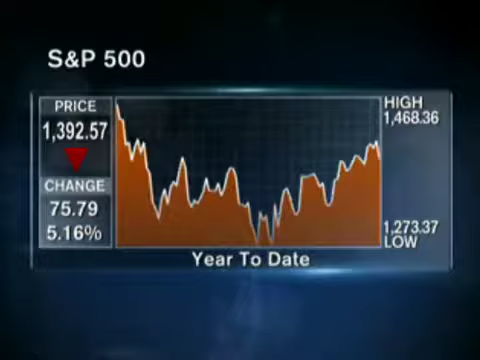 S&P 500
PRICE
1,392.57
CHANGE
75.79
5.16%
HIGH
1,468.36
1,273.37
LOW
Year To Date